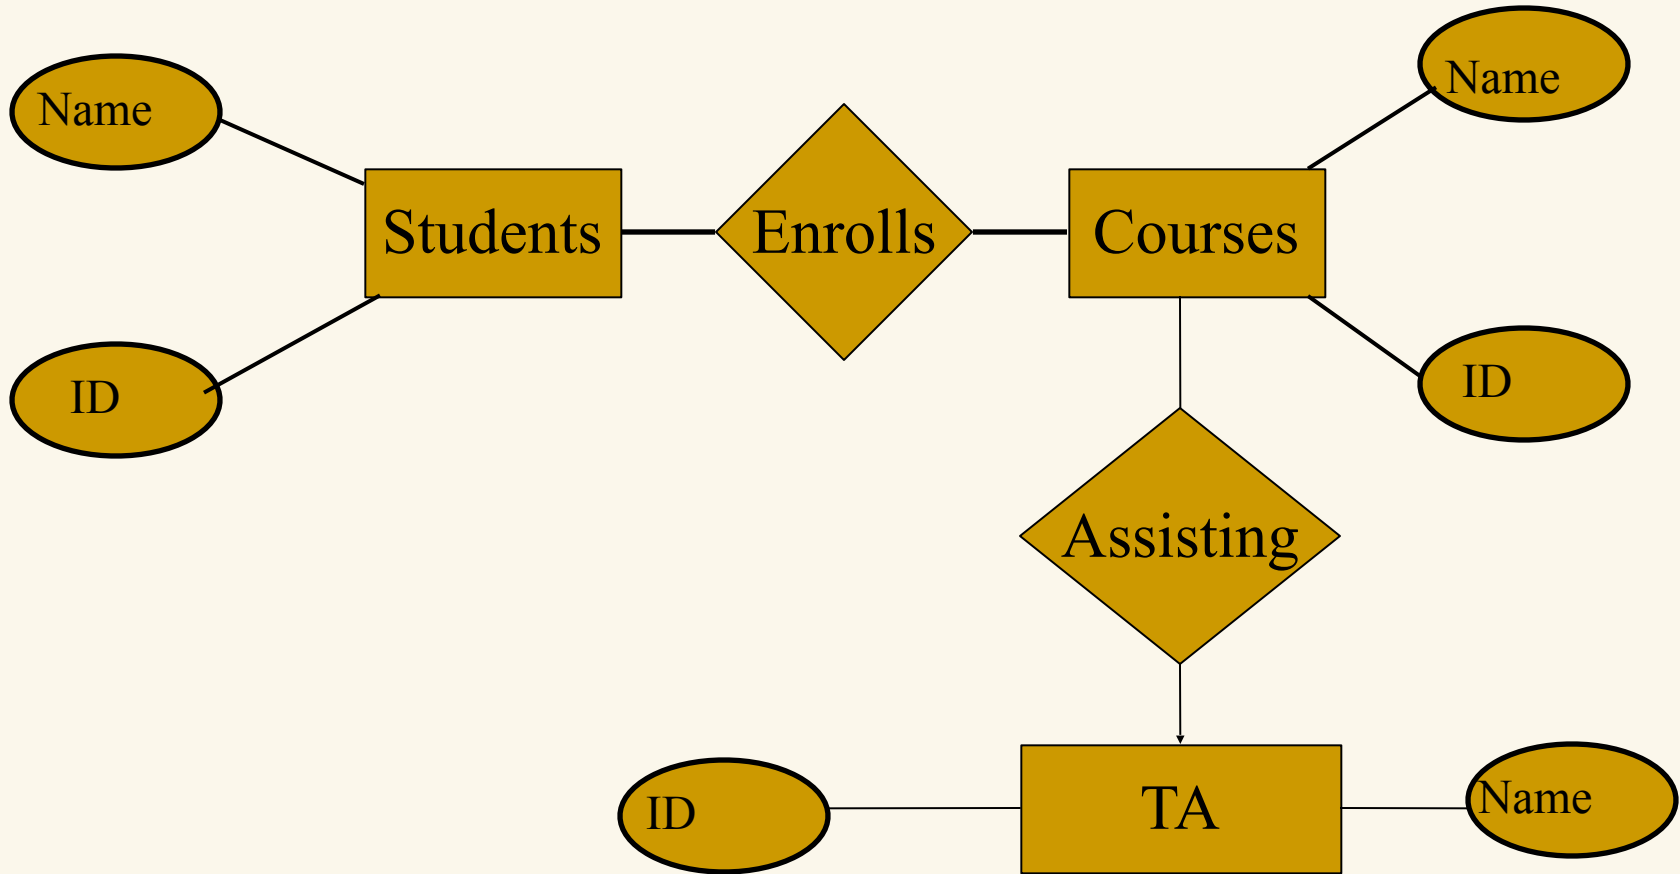 Name
Name
Students
Enrolls
Courses
ID
ID
Assisting
ID
TA
Name